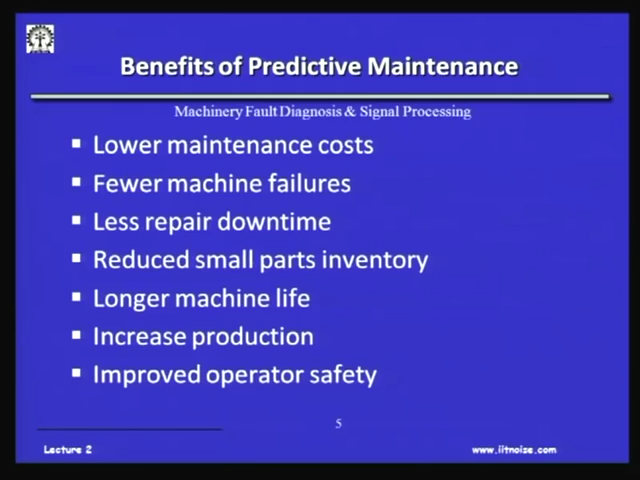 Benefits of Predictive Maintenance
Machinery Fault Diagnosis & Signal Processing
▪ Lower maintenance costs
▪ Fewer machine failures
▪ Less repair downtime
▪ Reduced small parts inventory
▪ Longer machine life
▪ Increase production
▪ Improved operator safety
5
Lecture 2
www.iitnoise.com